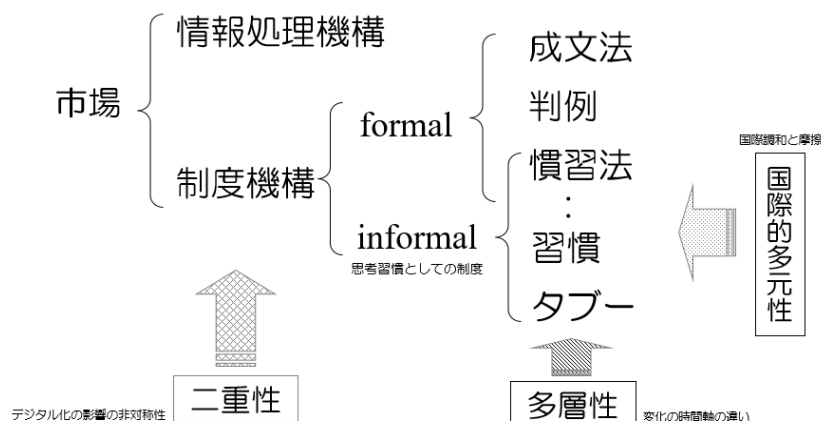 情報処理機構
市場
制度機構
formal
informal
思考習慣としての制度
成文法
判例
慣習法
:
習慣
タブー
国際調和と摩擦
国際的多元性
デジタル化の影響の非対称性
二重性
多層性
変化の時間軸の違い